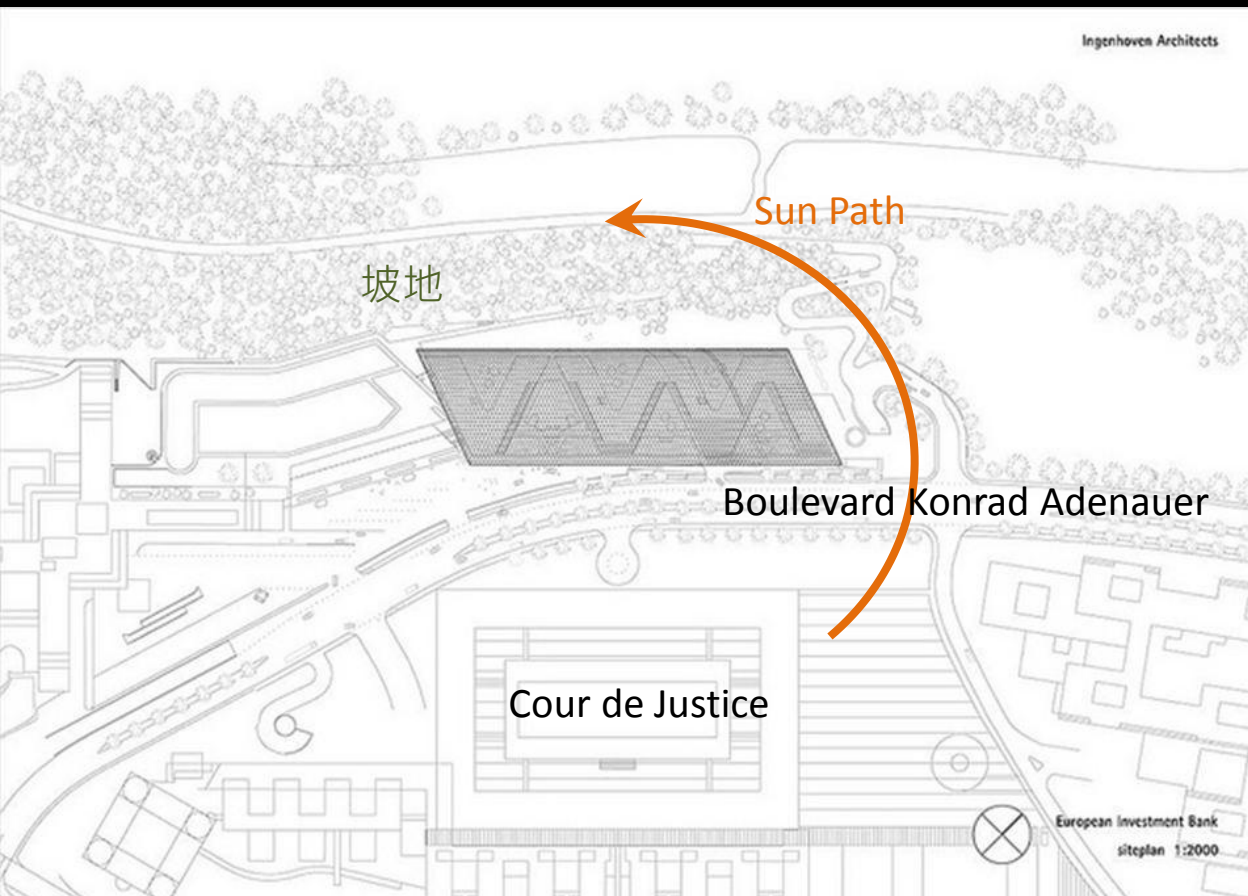 Ingenhoven Architects
Sun Path
坡地
Boulevard Konrad Adenauer
Cour de Justice
European Investment Bank
siteplan 1:2000